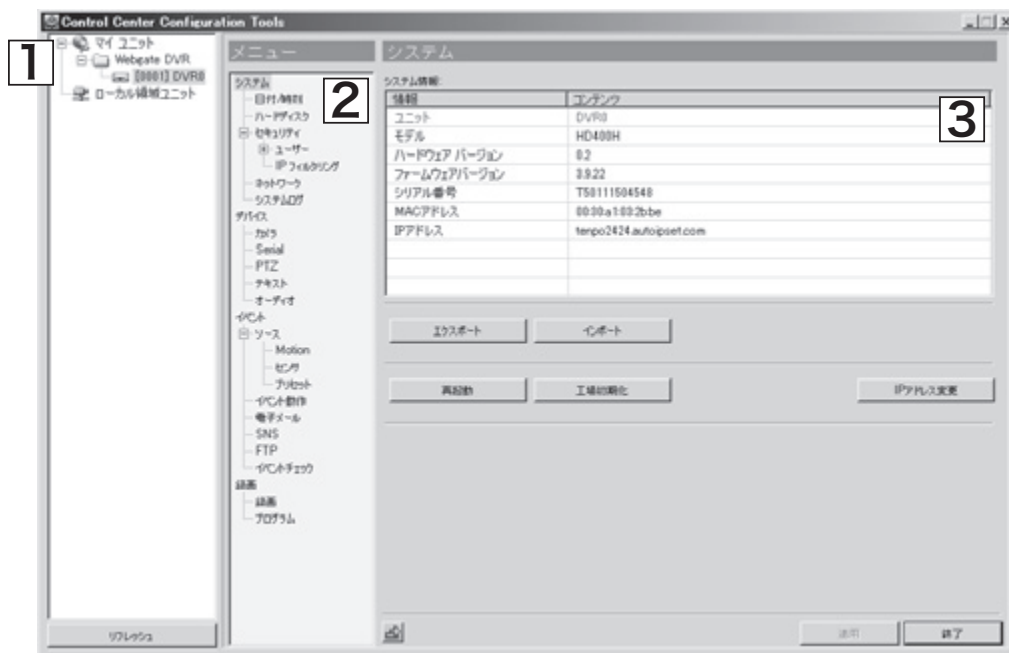 Control Center Configuration Tools
1
マイ ユニット
Webgate DVR
[0001] DVR0
ローカル領域ユニット
リフレッシュ
メニュー
2
システム
日付/時刻
ハードディスク
セキュリティ
ユーザー
IP フィルタリング
ネットワーク
システムログ
デバイス
カメラ
Serial
PTZ
テキスト
オーディオ
イベント
ソース
Motion
センサ
プリセット
イベント動作
電子メール
SNS
FTP
イベントチェック
録画
録画
プログラム
システム
3
システム情報:
情報 コンテンツ
ユニット DVR0
モデル HD400H
ハードウェア バージョン 0.2
ファームウェアバージョン 3.9.22
シリアル番号 T50111504548
MACアドレス 00:30:a1:03:2b:be
IPアドレス tenpo2424.autoipset.com
エクスポート インポート
再起動 工場初期化 IPアドレス変更
適用 終了